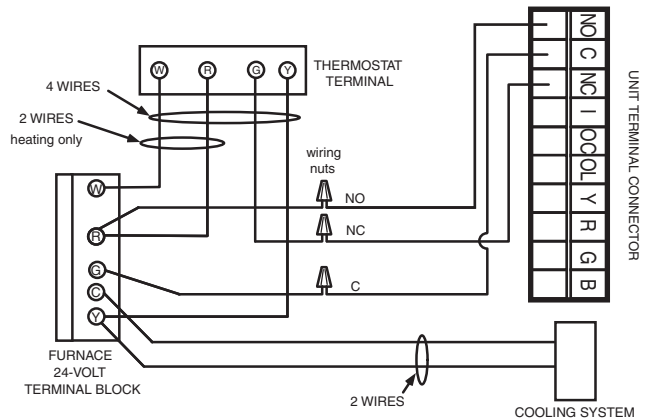 THERMOSTAT
TERMINAL
W R G Y
4 WIRES
2 WIRES
heating only
wiring
nuts
NO
NC
C
W
R
G
C
Y
FURNACE
24-VOLT
TERMINAL BLOCK
2 WIRES
COOLING SYSTEM
NO
C
NC
I
OC
OL
Y
R
G
B
UNIT TERMINAL CONNECTOR